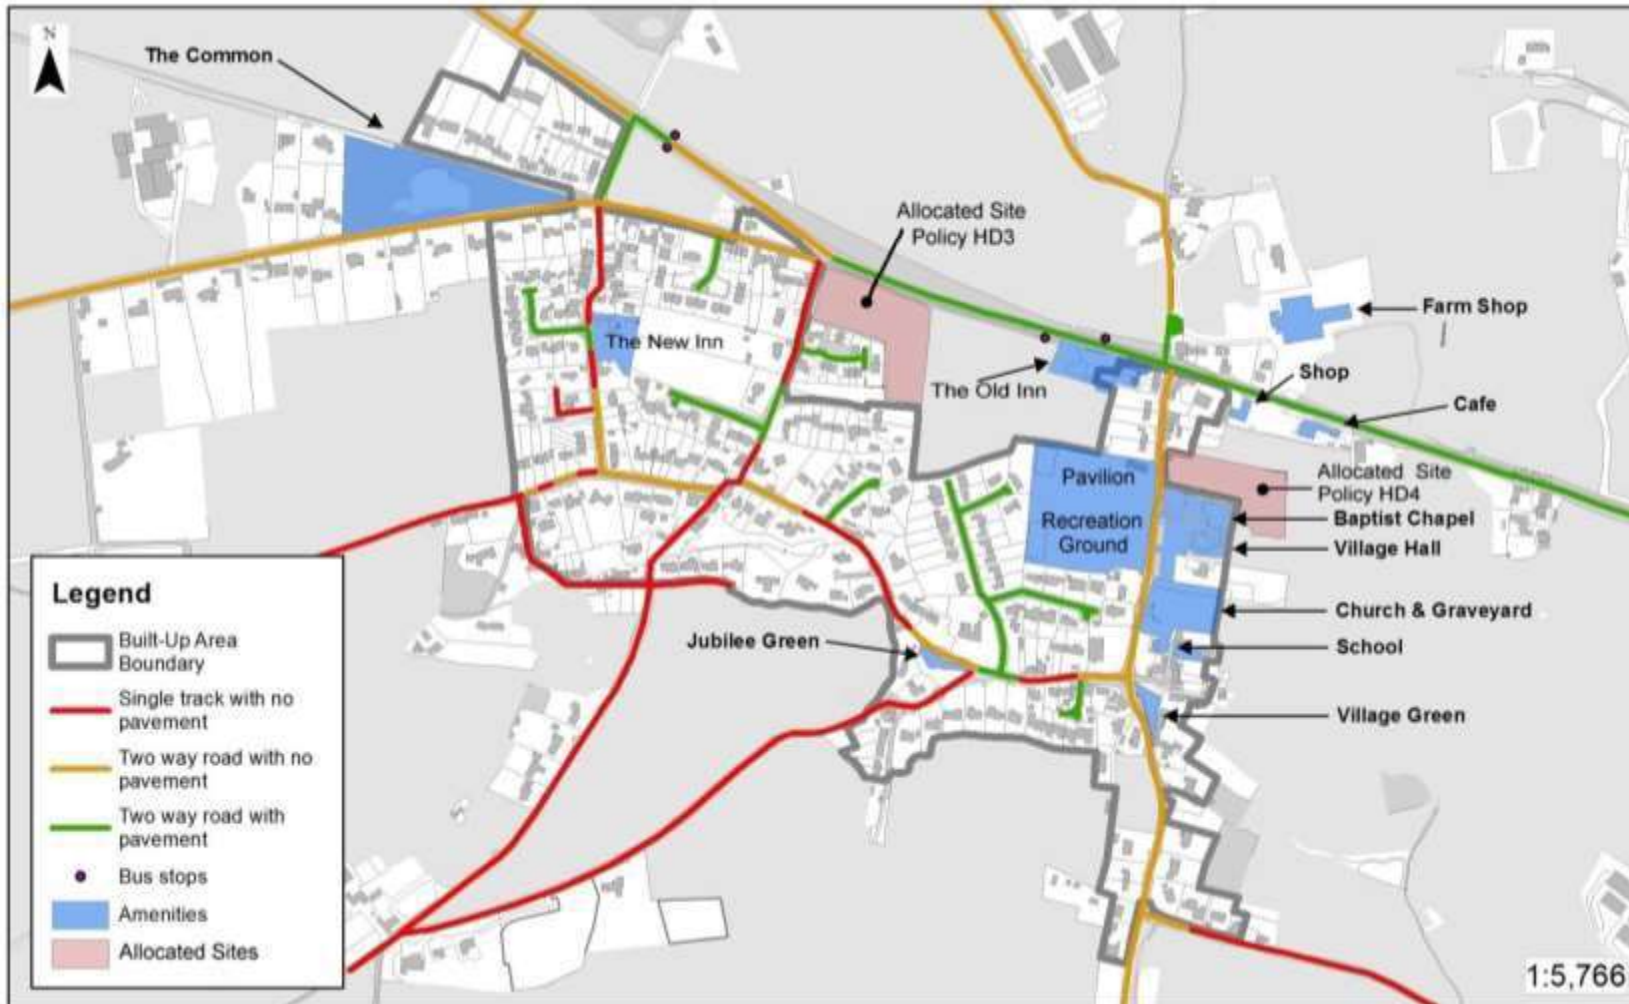 N
The Common
Allocated Site
Policy HD3
Farm Shop
The New Inn
Shop
The Old Inn
Cafe
Pavilion
Allocated Site
Policy HD4
Recreation
Ground
Baptist Chapel
Village Hall
Church & Graveyard
Jubilee Green
School
Village Green
Legend
Built-Up Area
Boundary
Single track with no
pavement
Two way road with no
pavement
Two way road with
pavement
Bus stops
Amenities
Allocated Sites
1:5,766